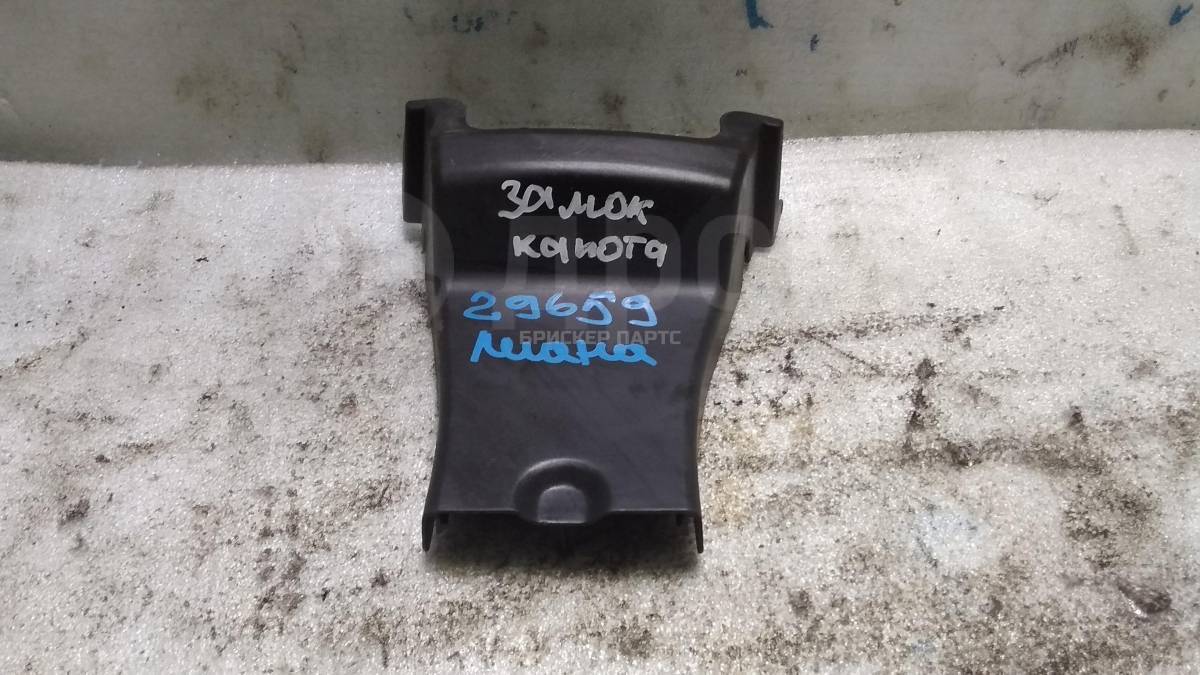 замок
капота
29659
БРИСКЕР ПАРТС
лиана